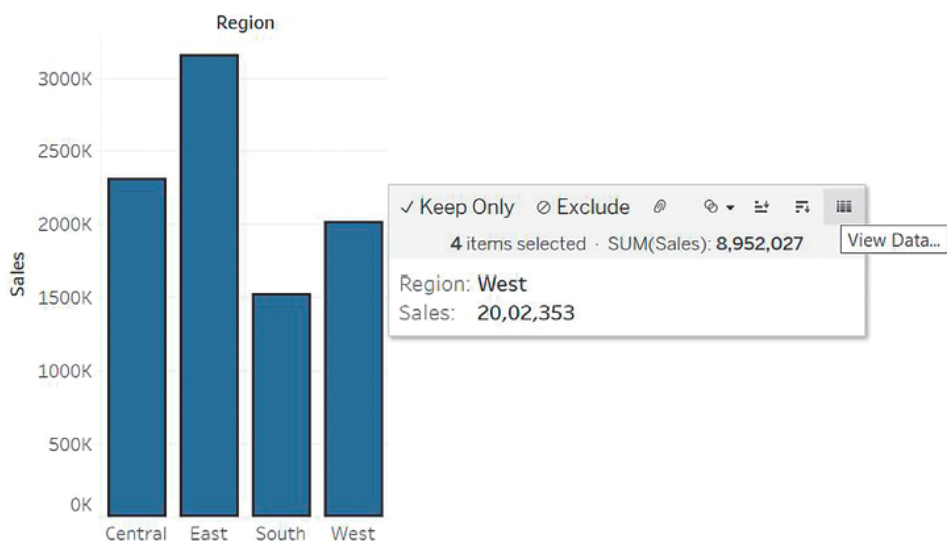 Region
3000K
2500K
2000K
1500K
1000K
500K
0K
Sales
Central East South West
Keep Only Exclude
4 items selected · SUM(Sales): 8,952,027
View Data...
Region: West
Sales: 20,02,353